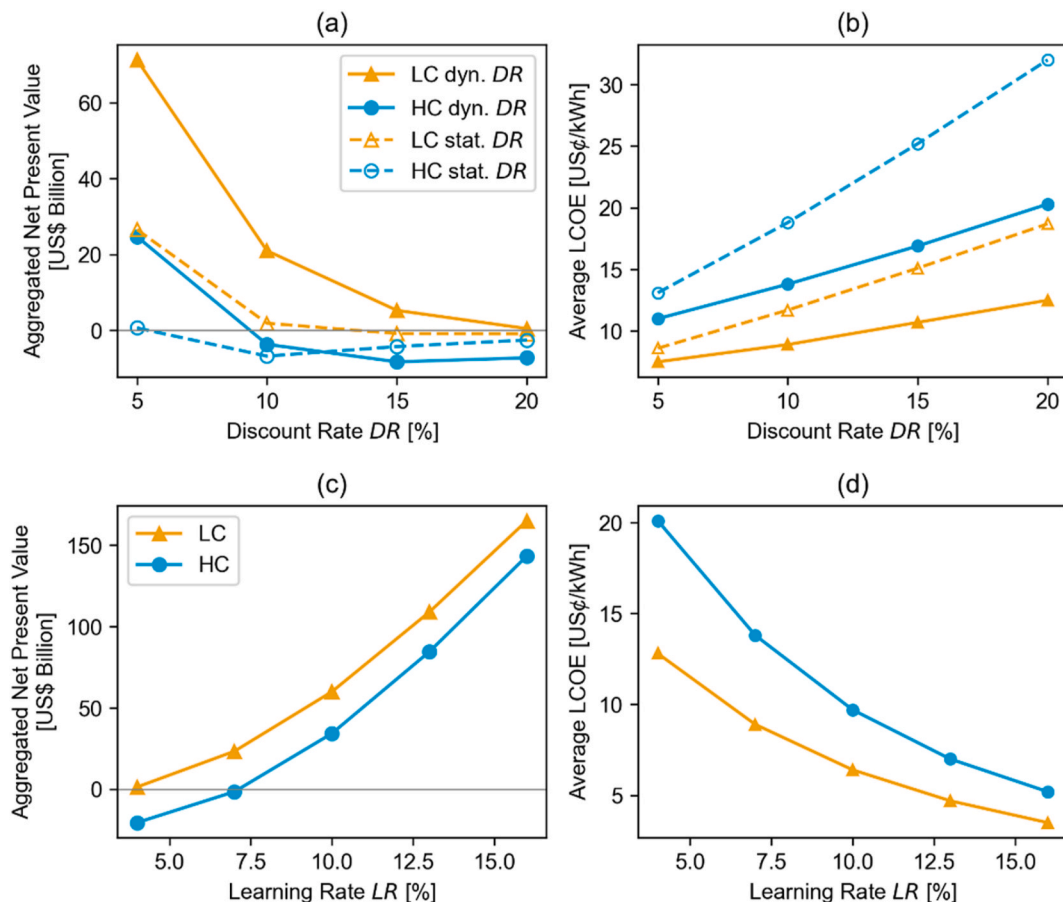 (a)
Aggregated Net Present Value
[US$ Billion]
60
40
20
0
LC dyn. DR
HC dyn. DR
LC stat. DR
HC stat. DR
5
10
15
20
Discount Rate DR [%]
(b)
Average LCOE [US¢/kWh]
30
25
20
15
10
5
10
15
20
Discount Rate DR [%]
(c)
Aggregated Net Present Value
[US$ Billion]
150
100
50
0
LC
HC
5.0
7.5
10.0
12.5
15.0
Learning Rate LR [%]
(d)
Average LCOE [US¢/kWh]
20
15
10
5
5.0
7.5
10.0
12.5
15.0
Learning Rate LR [%]